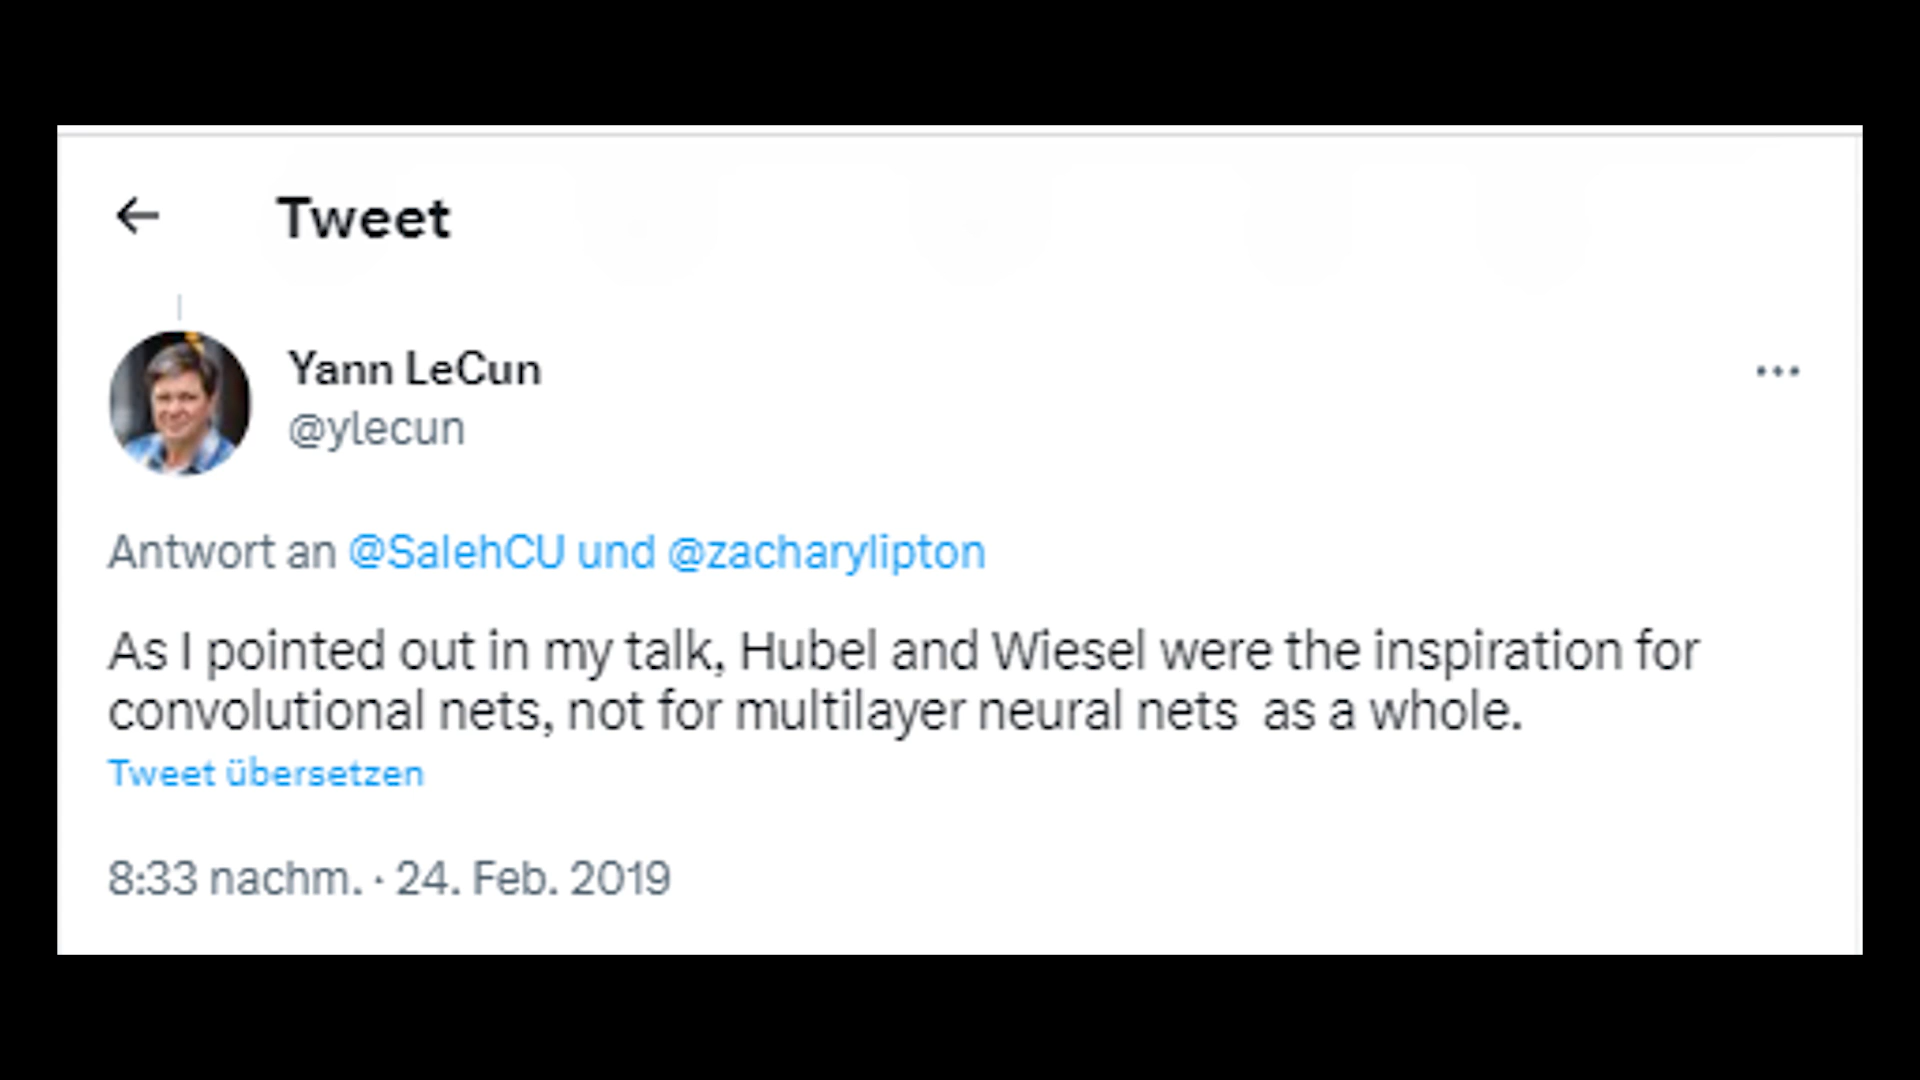 Tweet
Yann LeCun
@ylecun
Antwort an @SalehCU und @zacharylipton
As I pointed out in my talk, Hubel and Wiesel were the inspiration for
convolutional nets, not for multilayer neural nets  as a whole.
Tweet übersetzen
8:33 nachm. · 24. Feb. 2019